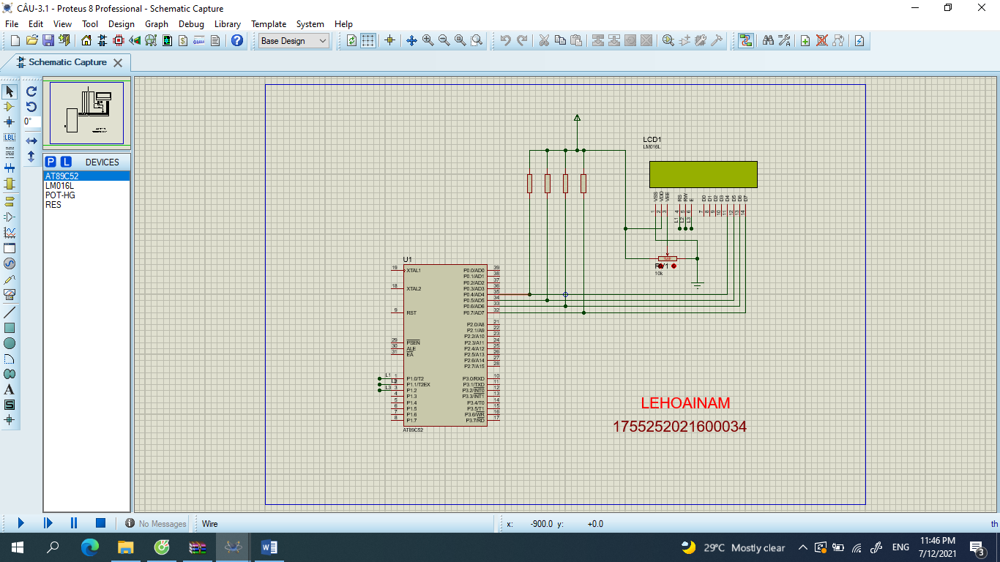 CÂU-3.1 - Proteus 8 Professional - Schematic Capture
File Edit View Tool Design Graph Debug Library Template System Help
Base Design
Schematic Capture
0°
LBL
P L DEVICES
AT89C52
LM016L
POT-HG
RES
LCD1
LM016L
VSS VDD VEE RS RW E D0 D1 D2 D3 D4 D5 D6 D7
1 2 3 4 5 6 7 8 9 10 11 12 13 14
L1 L2 L3
RV1
10k
U1
19 XTAL1
18 XTAL2
9 RST
29 PSEN
30 ALE
31 EA
L1 1 P1.0/T2
L2 2 P1.1/T2EX
L3 3 P1.2
4 P1.3
5 P1.4
6 P1.5
7 P1.6
8 P1.7
P0.0/AD0 39
P0.1/AD1 38
P0.2/AD2 37
P0.3/AD3 36
P0.4/AD4 35
P0.5/AD5 34
P0.6/AD6 33
P0.7/AD7 32
P2.0/A8 21
P2.1/A9 22
P2.2/A10 23
P2.3/A11 24
P2.4/A12 25
P2.5/A13 26
P2.6/A14 27
P2.7/A15 28
P3.0/RXD 10
P3.1/TXD 11
P3.2/INT0 12
P3.3/INT1 13
P3.4/T0 14
P3.5/T1 15
P3.6/WR 16
P3.7/RD 17
AT89C52
LEHOAINAM
1755252021600034
No Messages
Wire
x: -900.0 y: +0.0
th
29°C Mostly clear
ENG
11:46 PM
7/12/2021
3